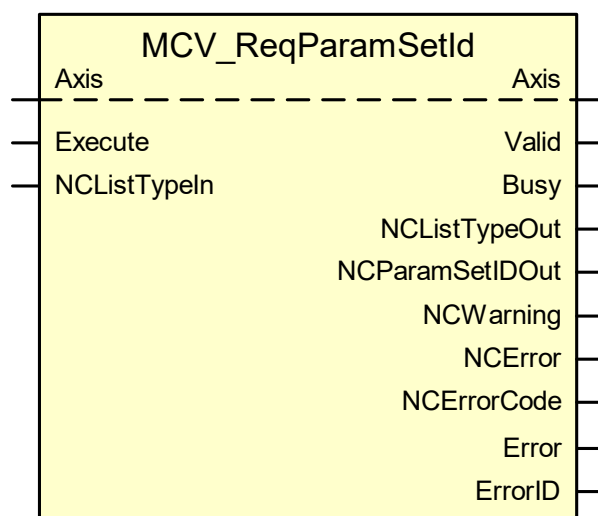 MCV_ReqParamSetId
Axis Axis
Execute Valid
NCListTypeIn Busy
NCListTypeOut
NCParamSetIDOut
NCWarning
NCError
NCErrorCode
Error
ErrorID